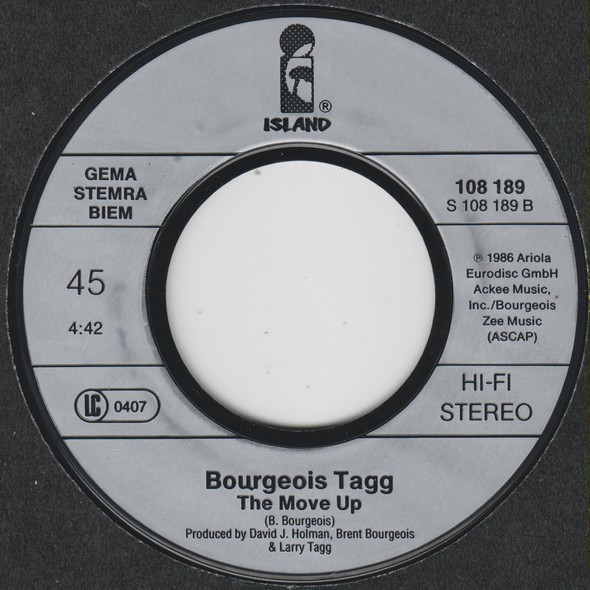 ®
ISLAND
GEMA
STEMRA
BIEM
108 189
S 108 189 B
45
4:42
℗ 1986 Ariola
Eurodisc GmbH
Ackee Music,
Inc./Bourgeois
Zee Music
(ASCAP)
LC 0407
HI-FI
STEREO
Bourgeois Tagg
The Move Up
(B. Bourgeois)
Produced by David J. Holman, Brent Bourgeois
& Larry Tagg